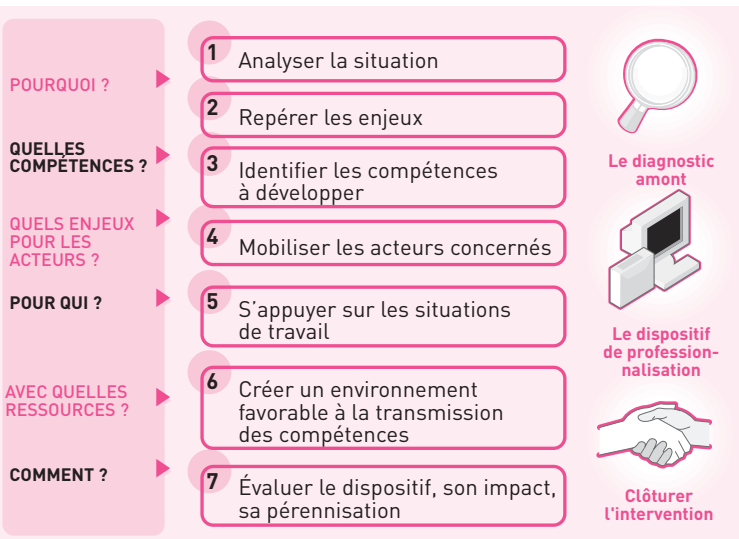 POURQUOI ?
QUELLES
COMPÉTENCES ?
QUELS ENJEUX
POUR LES
ACTEURS ?
POUR QUI ?
AVEC QUELLES
RESSOURCES ?
COMMENT ?
1
Analyser la situation
2
Repérer les enjeux
3
Identifier les compétences
à développer
4
Mobiliser les acteurs concernés
5
S'appuyer sur les situations
de travail
6
Créer un environnement
favorable à la transmission
des compétences
7
Évaluer le dispositif, son impact,
sa pérennisation
Le diagnostic
amont
Le dispositif
de profession-
nalisation
Clôturer
l'intervention